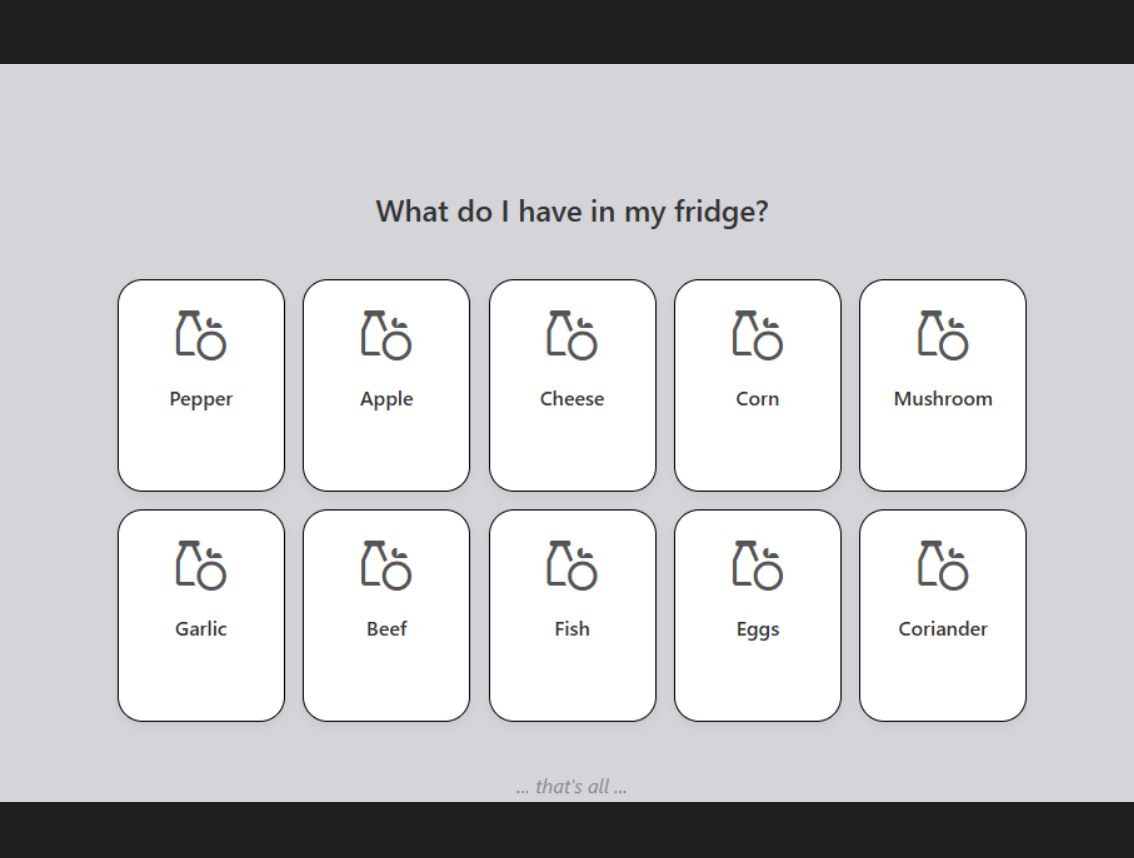 What do I have in my fridge?
Pepper
Apple
Cheese
Corn
Mushroom
Garlic
Beef
Fish
Eggs
Coriander
... that's all ...